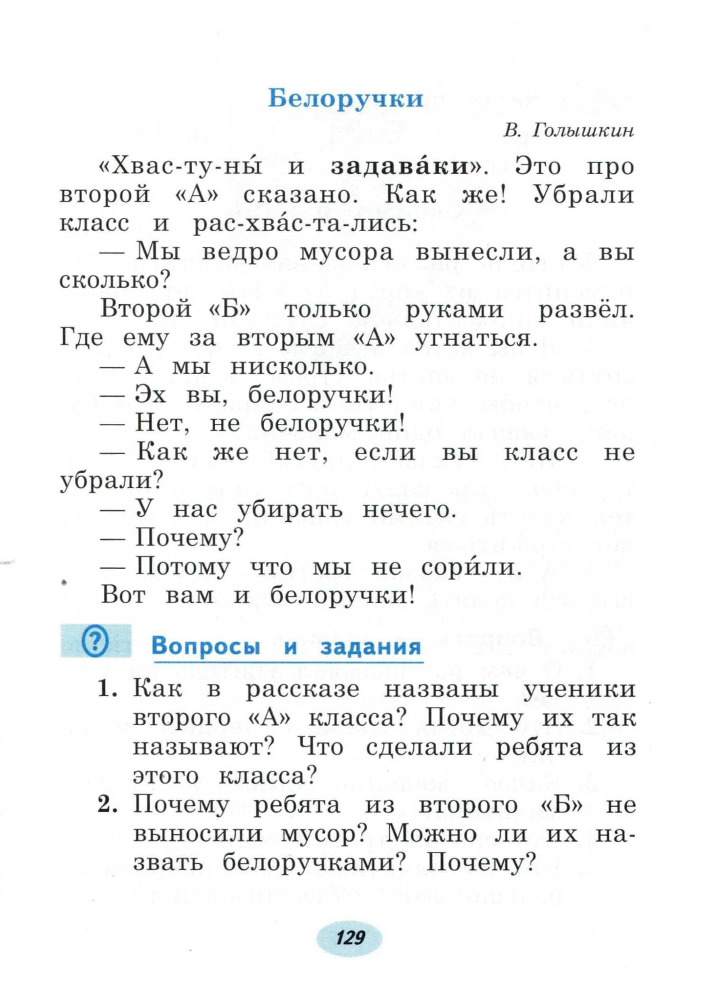 Белоручки
В. Голышкин
«Хвас-ту-ны́ и задава́ки». Это про
второй «А» сказано. Как же! Убрали
класс и рас-хва́с-та-лись:
— Мы ведро мусора вынесли, а вы
сколько?
Второй «Б» только руками развёл.
Где ему за вторым «А» угнаться.
— А мы нисколько.
— Эх вы, белоручки!
— Нет, не белоручки!
— Как же нет, если вы класс не
убрали?
— У нас убирать нечего.
— Почему?
— Потому что мы не сори́ли.
Вот вам и белоручки!
? Вопросы и задания
1. Как в рассказе названы ученики
второго «А» класса? Почему их так
называют? Что сделали ребята из
этого класса?
2. Почему ребята из второго «Б» не
выносили мусор? Можно ли их на-
звать белоручками? Почему?
129